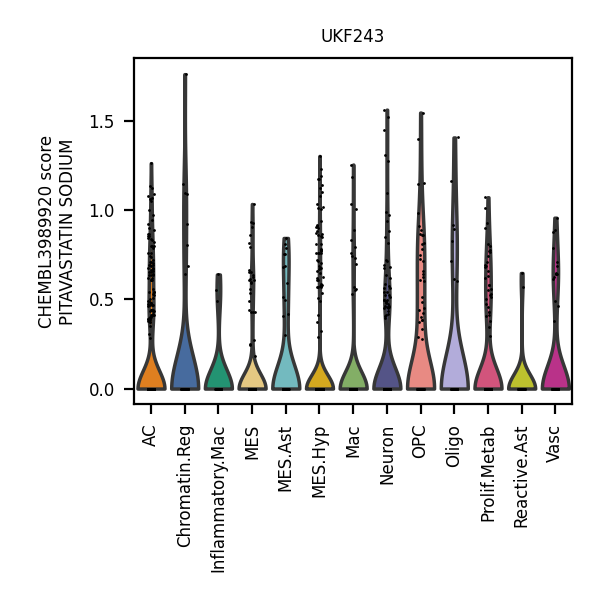 UKF243
CHEMBL3989920 score
PITAVASTATIN SODIUM
1.5
1.0
0.5
0.0
AC
Chromatin.Reg
Inflammatory.Mac
MES
MES.Ast
MES.Hyp
Mac
Neuron
OPC
Oligo
Prolif.Metab
Reactive.Ast
Vasc